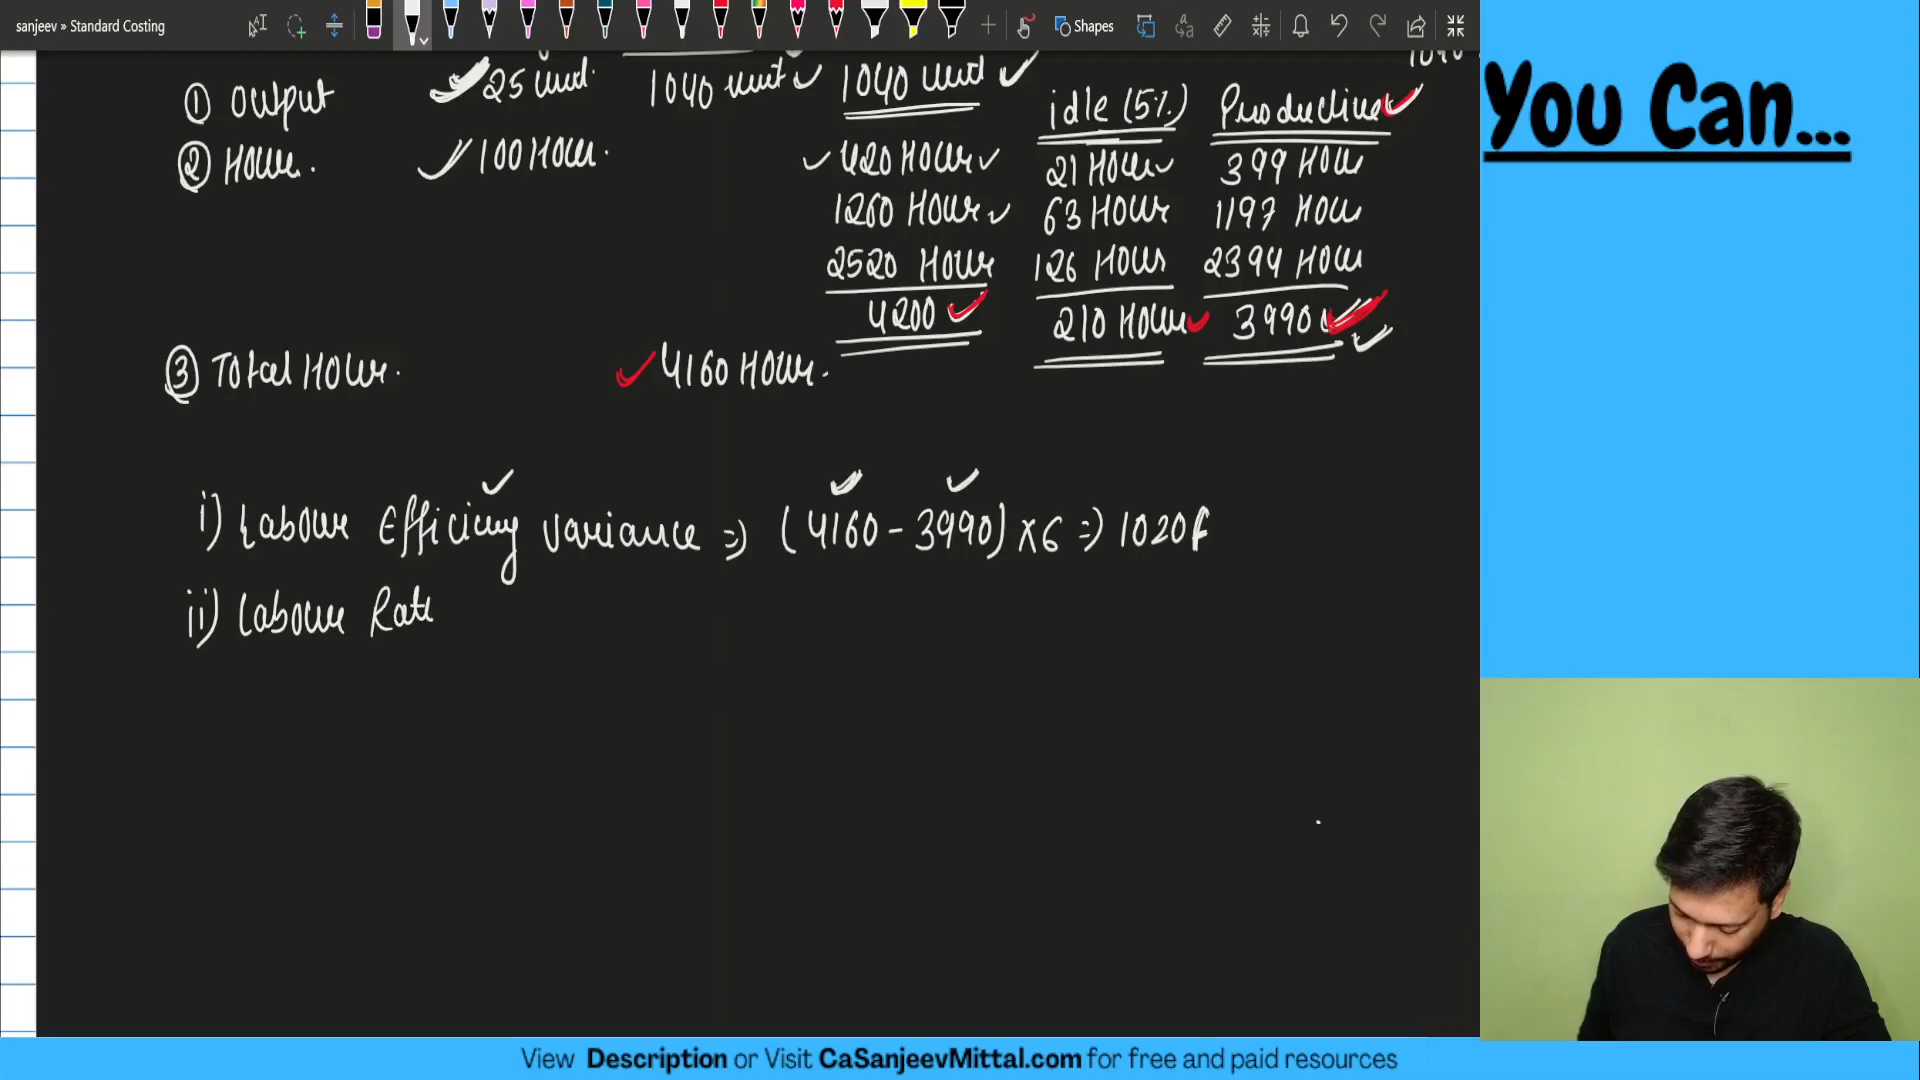 sanjeev » Standard Costing
Shapes
You Can...
① Output 25 unit. 1040 unit 1040 unit idle (5%) Productive
② Hour. 100 Hour. 420 Hour 21 Hour 399 Hour
1260 Hour 63 Hour 1197 Hour
2520 Hour 126 Hour 2394 Hour
4200 210 Hour 3990
③ Total Hour. 4160 Hour.
i) Labour Efficiency variance => (4160 - 3990) × 6 => 1020 F
ii) Labour Rate
View Description or Visit CaSanjeevMittal.com for free and paid resources